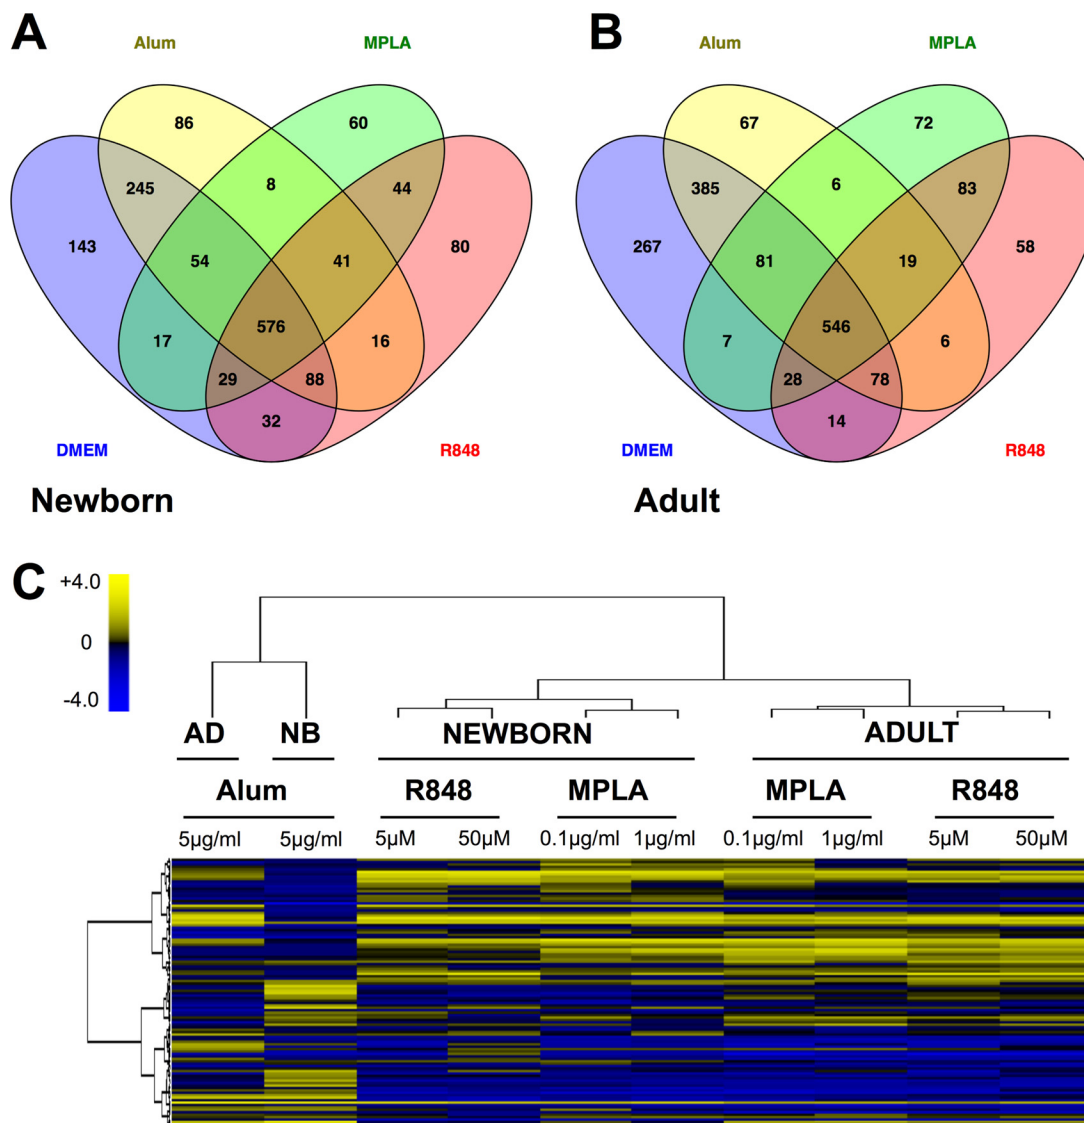 A B
Alum MPLA Alum MPLA
86 60 67 72
245 8 44 385 6 83
143 54 41 80 267 81 19 58
576 546
17 16 7 6
29 88 28 78
32 14
DMEM R848 DMEM R848
Newborn Adult
C
+4.0
0
-4.0
AD NB NEWBORN ADULT
Alum R848 MPLA MPLA R848
5µg/ml 5µg/ml 5µM 50µM 0.1µg/ml 1µg/ml 0.1µg/ml 1µg/ml 5µM 50µM